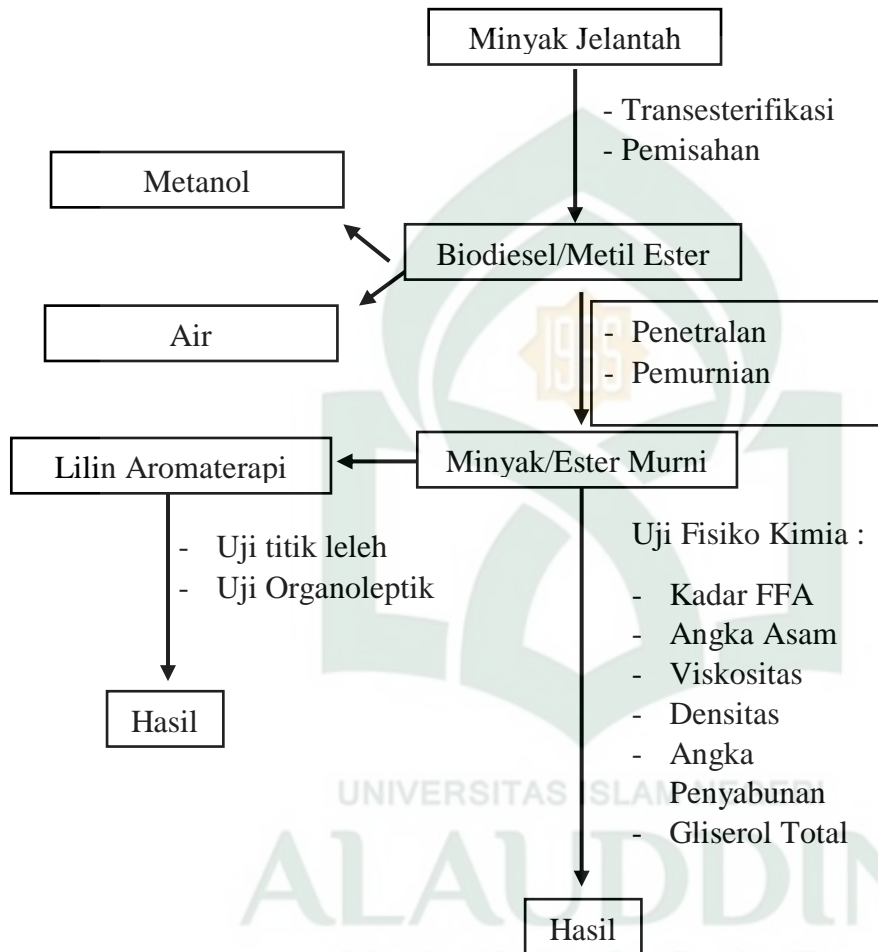 Minyak Jelantah
- Transesterifikasi
- Pemisahan
Metanol
Biodiesel/Metil Ester
Air
- Penetralan
- Pemurnian
1965
Lilin Aromaterapi
Minyak/Ester Murni
- Uji titik leleh
- Uji Organoleptik
Uji Fisiko Kimia :
- Kadar FFA
- Angka Asam
- Viskositas
- Densitas
- Angka
Penyabunan
- Gliserol Total
Hasil
UNIVERSITAS ISLAM NEGERI
ALAUDDIN
Hasil